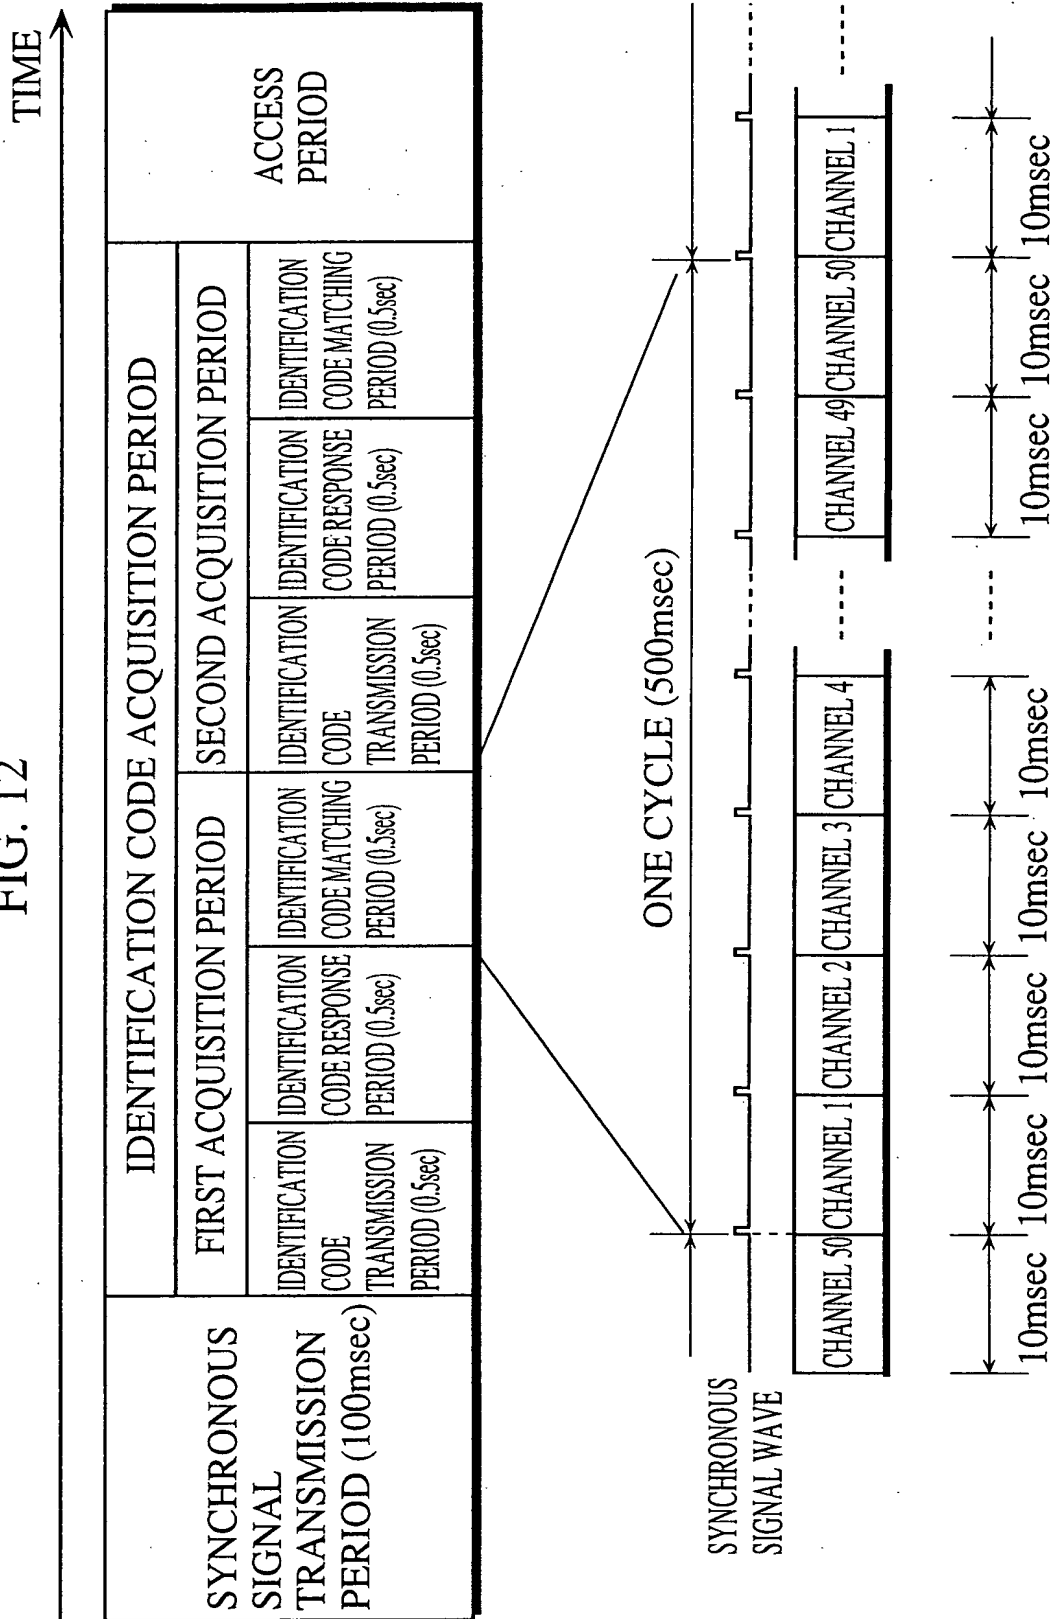 FIG. 12
TIME
SYNCHRONOUS
SIGNAL
TRANSMISSION
PERIOD (100msec)
IDENTIFICATION CODE ACQUISITION PERIOD
FIRST ACQUISITION PERIOD
SECOND ACQUISITION PERIOD
IDENTIFICATION
CODE
TRANSMISSION
PERIOD (0.5sec)
IDENTIFICATION
CODE RESPONSE
PERIOD (0.5sec)
IDENTIFICATION
CODE MATCHING
PERIOD (0.5sec)
IDENTIFICATION
CODE
TRANSMISSION
PERIOD (0.5sec)
IDENTIFICATION
CODE RESPONSE
PERIOD (0.5sec)
IDENTIFICATION
CODE MATCHING
PERIOD (0.5sec)
ACCESS
PERIOD
ONE CYCLE (500msec)
SYNCHRONOUS
SIGNAL WAVE
CHANNEL 50
CHANNEL 1
CHANNEL 2
CHANNEL 3
CHANNEL 4
CHANNEL 49
CHANNEL 50
CHANNEL 1
10msec
10msec
10msec
10msec
10msec
10msec
10msec
10msec